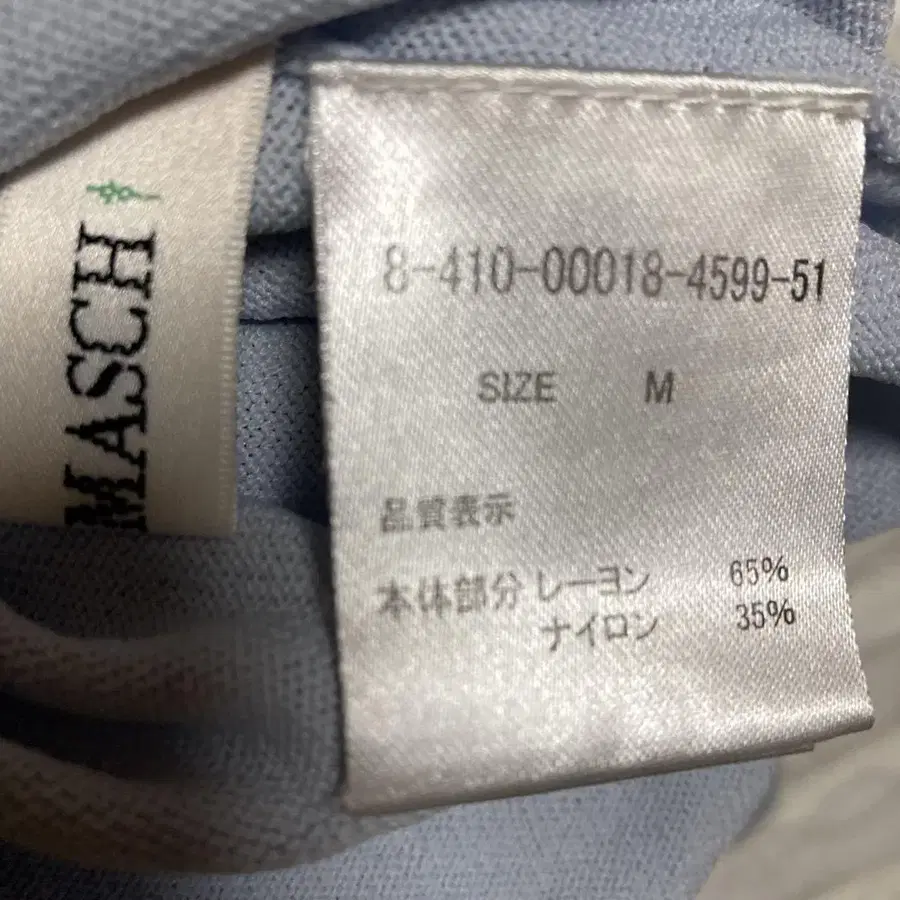 MASCH
8-410-00018-4599-51
SIZE M
品質表示
本体部分 レーヨン 65%
ナイロン 35%